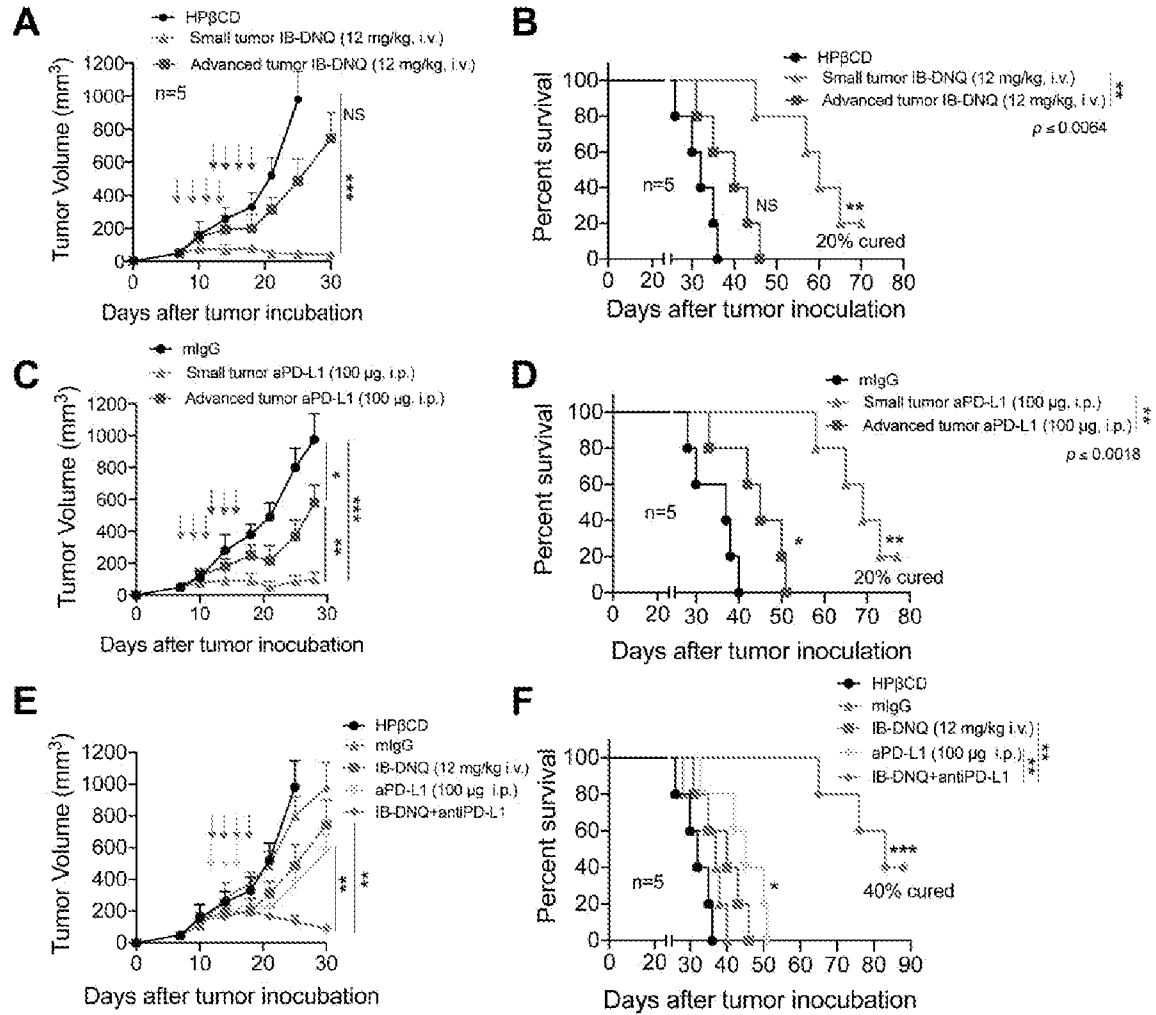 A
HPβCD
Small tumor IB-DNQ (12 mg/kg, i.v.)
Advanced tumor IB-DNQ (12 mg/kg, i.v.)
Tumor Volume (mm³)
1200
1000
800
600
400
200
0
n=5
NS
***
0 10 20 30
Days after tumor incubation
B
HPβCD
Small tumor IB-DNQ (12 mg/kg, i.v.)
Advanced tumor IB-DNQ (12 mg/kg, i.v.)
**
p ≤ 0.0064
Percent survival
100
80
60
40
20
0
n=5
NS
**
20% cured
0 20 30 40 50 60 70 80
Days after tumor inoculation
C
mIgG
Small tumor aPD-L1 (100 µg, i.p.)
Advanced tumor aPD-L1 (100 µg, i.p.)
Tumor Volume (mm³)
1200
1000
800
600
400
200
0
*
**
***
0 10 20 30
Days after tumor inocubation
D
mIgG
Small tumor aPD-L1 (100 µg, i.p.)
Advanced tumor aPD-L1 (100 µg, i.p.)
**
p ≤ 0.0018
Percent survival
100
80
60
40
20
0
n=5
*
**
20% cured
0 20 30 40 50 60 70 80
Days after tumor inoculation
E
HPβCD
mIgG
IB-DNQ (12 mg/kg i.v.)
aPD-L1 (100 µg i.p.)
IB-DNQ+antiPD-L1
Tumor Volume (mm³)
1200
1000
800
600
400
200
0
**
**
0 10 20 30
Days after tumor inocubation
F
HPβCD
mIgG
IB-DNQ (12 mg/kg i.v.)
aPD-L1 (100 µg i.p.)
IB-DNQ+antiPD-L1
**
**
Percent survival
100
80
60
40
20
0
n=5
*
***
40% cured
0 20 30 40 50 60 70 80 90
Days after tumor inocubation